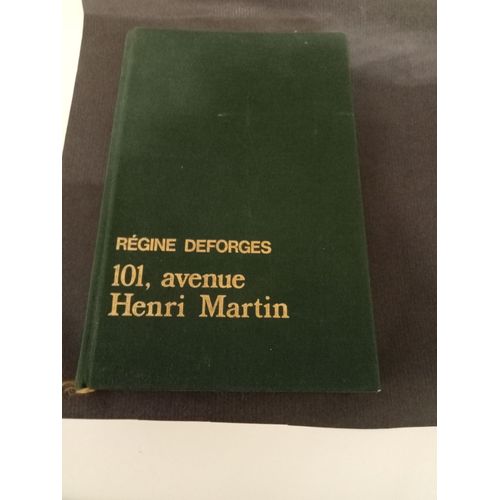 RÉGINE DEFORGES
101, avenue
Henri Martin